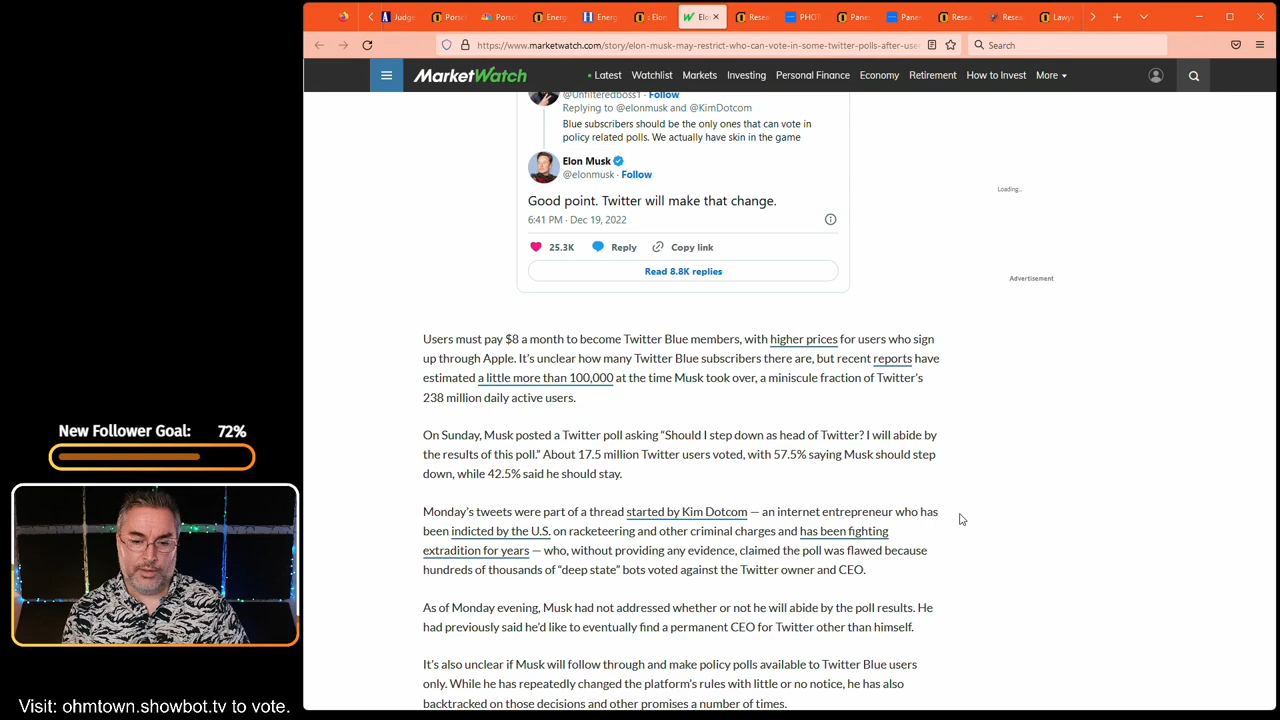 Judge
Porsc
Porsc
Energ
Energ
: Elon
Elo
Resea
PHOT
Panes
Panes
Resea
Resea
Lawye
https://www.marketwatch.com/story/elon-musk-may-restrict-who-can-vote-in-some-twitter-polls-after-use
Search
MarketWatch
• Latest Watchlist Markets Investing Personal Finance Economy Retirement How to Invest More
@Unfilteredboss1 · Follow
Replying to @elonmusk and @KimDotcom
Blue subscribers should be the only ones that can vote in
policy related polls. We actually have skin in the game
Elon Musk
@elonmusk · Follow
Good point. Twitter will make that change.
6:41 PM · Dec 19, 2022
25.3K Reply Copy link
Read 8.8K replies
Loading...
Advertisement
Users must pay $8 a month to become Twitter Blue members, with higher prices for users who sign
up through Apple. It's unclear how many Twitter Blue subscribers there are, but recent reports have
estimated a little more than 100,000 at the time Musk took over, a miniscule fraction of Twitter's
238 million daily active users.
On Sunday, Musk posted a Twitter poll asking “Should I step down as head of Twitter? I will abide by
the results of this poll.” About 17.5 million Twitter users voted, with 57.5% saying Musk should step
down, while 42.5% said he should stay.
Monday's tweets were part of a thread started by Kim Dotcom — an internet entrepreneur who has
been indicted by the U.S. on racketeering and other criminal charges and has been fighting
extradition for years — who, without providing any evidence, claimed the poll was flawed because
hundreds of thousands of “deep state” bots voted against the Twitter owner and CEO.
As of Monday evening, Musk had not addressed whether or not he will abide by the poll results. He
had previously said he'd like to eventually find a permanent CEO for Twitter other than himself.
It's also unclear if Musk will follow through and make policy polls available to Twitter Blue users
only. While he has repeatedly changed the platform's rules with little or no notice, he has also
backtracked on those decisions and other promises a number of times.
New Follower Goal: 72%
Visit: ohmtown.showbot.tv to vote.